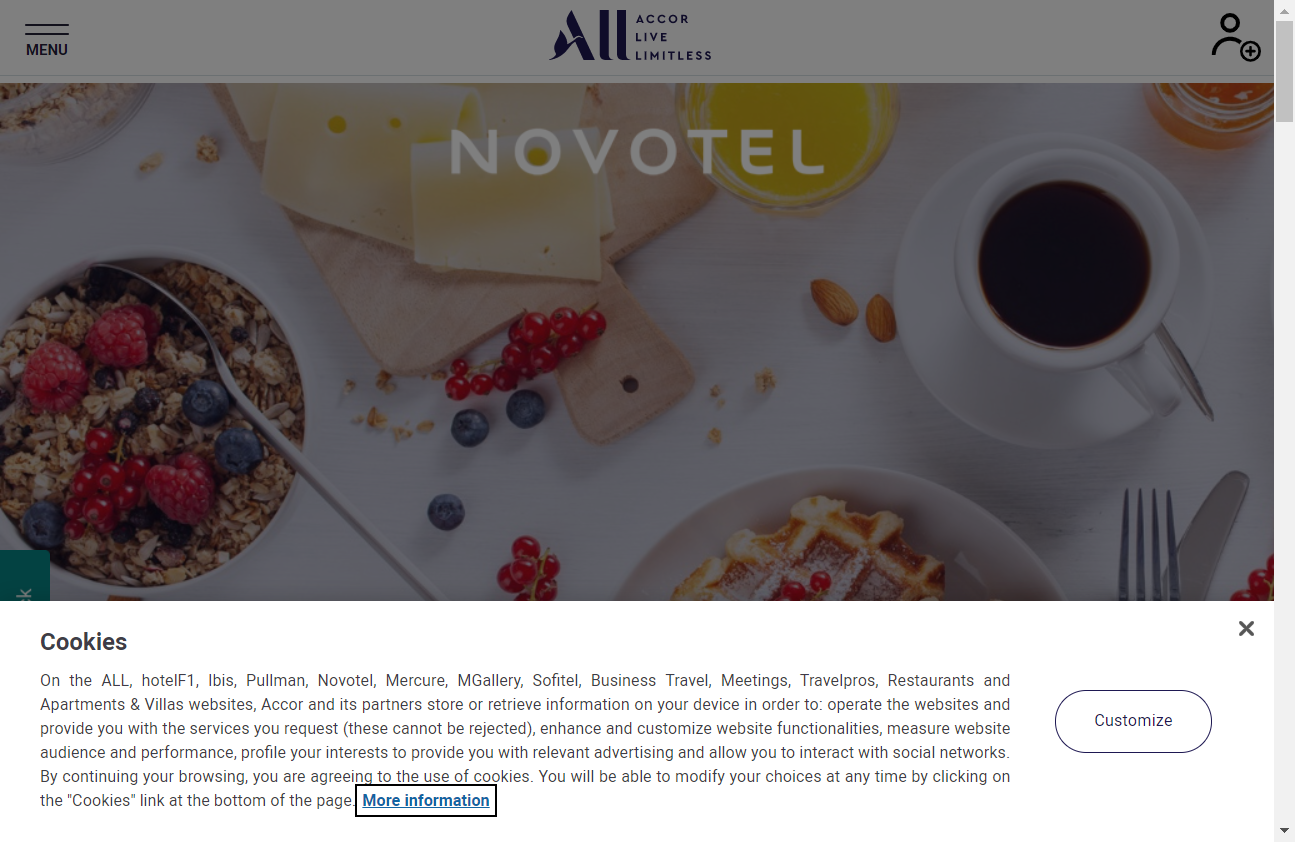 MENU
All ACCOR
LIVE
LIMITLESS
NOVOTEL
Cookies
On the ALL, hotelF1, Ibis, Pullman, Novotel, Mercure, MGallery, Sofitel, Business Travel, Meetings, Travelpros, Restaurants and
Apartments & Villas websites, Accor and its partners store or retrieve information on your device in order to: operate the websites and
provide you with the services you request (these cannot be rejected), enhance and customize website functionalities, measure website
audience and performance, profile your interests to provide you with relevant advertising and allow you to interact with social networks.
By continuing your browsing, you are agreeing to the use of cookies. You will be able to modify your choices at any time by clicking on
the "Cookies" link at the bottom of the page. More information
Customize